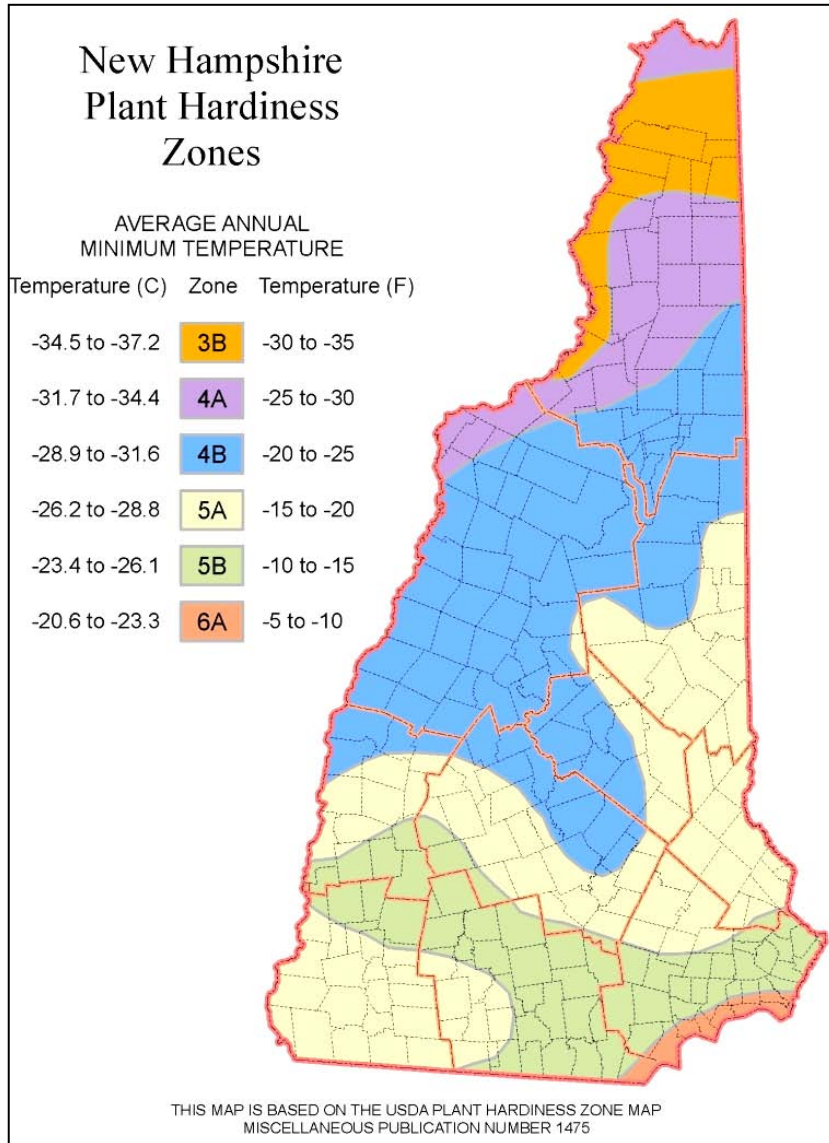 New Hampshire
Plant Hardiness
Zones
AVERAGE ANNUAL
MINIMUM TEMPERATURE
Temperature (C) Zone Temperature (F)
-34.5 to -37.2 3B -30 to -35
-31.7 to -34.4 4A -25 to -30
-28.9 to -31.6 4B -20 to -25
-26.2 to -28.8 5A -15 to -20
-23.4 to -26.1 5B -10 to -15
-20.6 to -23.3 6A -5 to -10
THIS MAP IS BASED ON THE USDA PLANT HARDINESS ZONE MAP
MISCELLANEOUS PUBLICATION NUMBER 1475